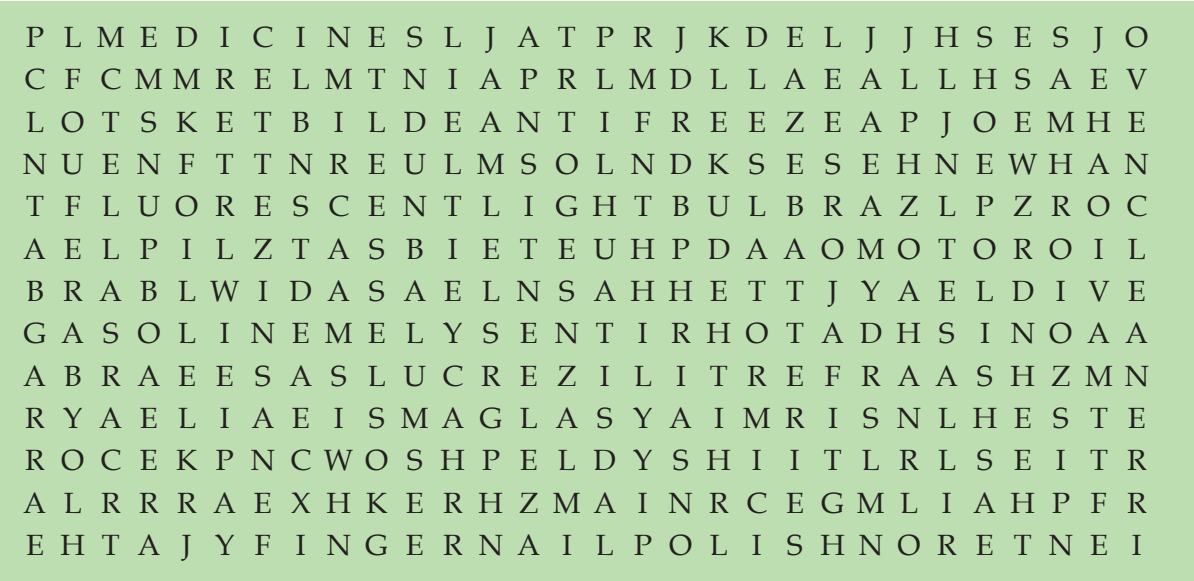 P L M E D I C I N E S L J A T P R J K D E L J J H S E S J O
C F C M M R E L M T N I A P R L M D L L A E A L L H S A E V
L O T S K E T B I L D E A N T I F R E E Z E A P J O E M H E
N U E N F T T N R E U L M S O L N D K S E S E H N E W H A N
T F L U O R E S C E N T L I G H T B U L B R A Z L P Z R O C
A E L P I L Z T A S B I E T E U H P D A A O M O T O R O I L
B R A B L W I D A S A E L N S A H H E T T J Y A E L D I V E
G A S O L I N E M E L Y S E N T I R H O T A D H S I N O A A
A B R A E E S A S L U C R E Z I L I T R E F R A A S H Z M N
R Y A E L I A E I S M A G L A S Y A I M R I S N L H E S T E
R O C E K P N C W O S H P E L D Y S H I I T L R L S E I T R
A L R R R A E X H K E R H Z M A I N R C E G M L I A H P F R
E H T A J Y F I N G E R N A I L P O L I S H N O R E T N E I